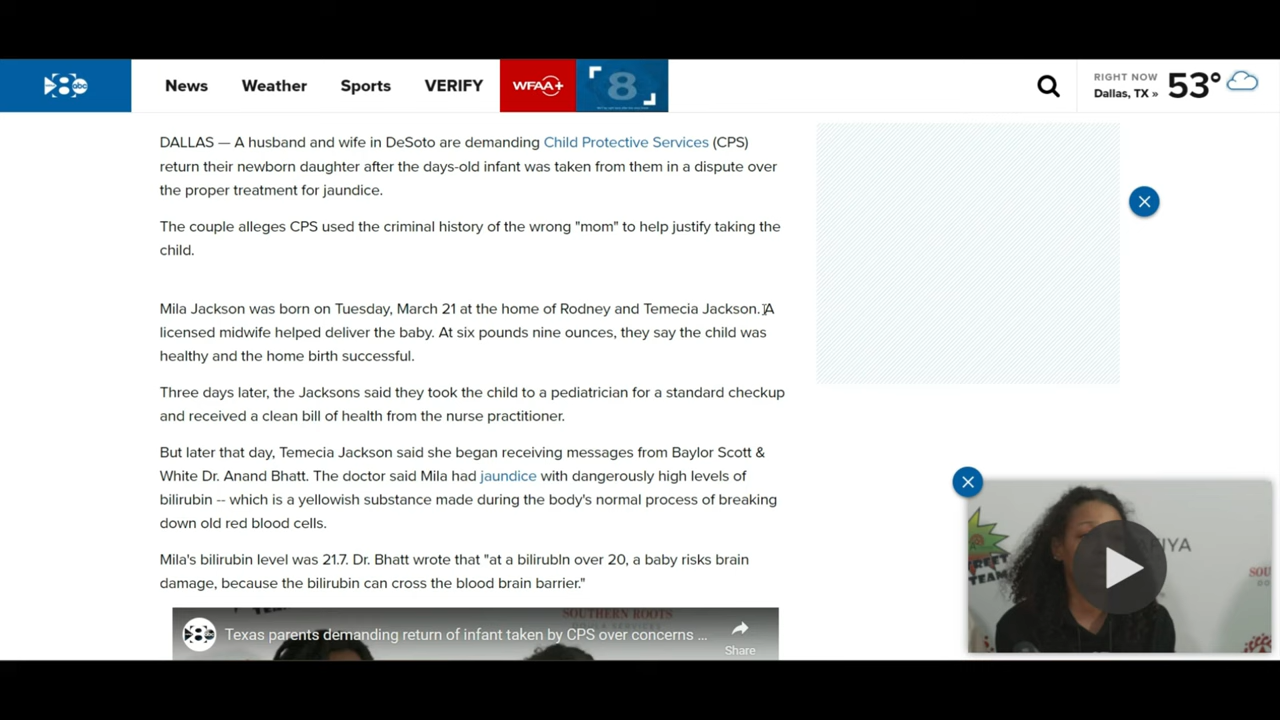 8 abc
News
Weather
Sports
VERIFY
WFAA+
8
RIGHT NOW
Dallas, TX »
53°
DALLAS — A husband and wife in DeSoto are demanding Child Protective Services (CPS)
return their newborn daughter after the days-old infant was taken from them in a dispute over
the proper treatment for jaundice.
The couple alleges CPS used the criminal history of the wrong "mom" to help justify taking the
child.
Mila Jackson was born on Tuesday, March 21 at the home of Rodney and Temecia Jackson. A
licensed midwife helped deliver the baby. At six pounds nine ounces, they say the child was
healthy and the home birth successful.
Three days later, the Jacksons said they took the child to a pediatrician for a standard checkup
and received a clean bill of health from the nurse practitioner.
But later that day, Temecia Jackson said she began receiving messages from Baylor Scott &
White Dr. Anand Bhatt. The doctor said Mila had jaundice with dangerously high levels of
bilirubin -- which is a yellowish substance made during the body's normal process of breaking
down old red blood cells.
Mila's bilirubin level was 21.7. Dr. Bhatt wrote that "at a bilirubln over 20, a baby risks brain
damage, because the bilirubin can cross the blood brain barrier."
SOUTHERN ROOTS
8
Texas parents demanding return of infant taken by CPS over concerns ...
Share
STREET
TEAM
AFIYA
SOU